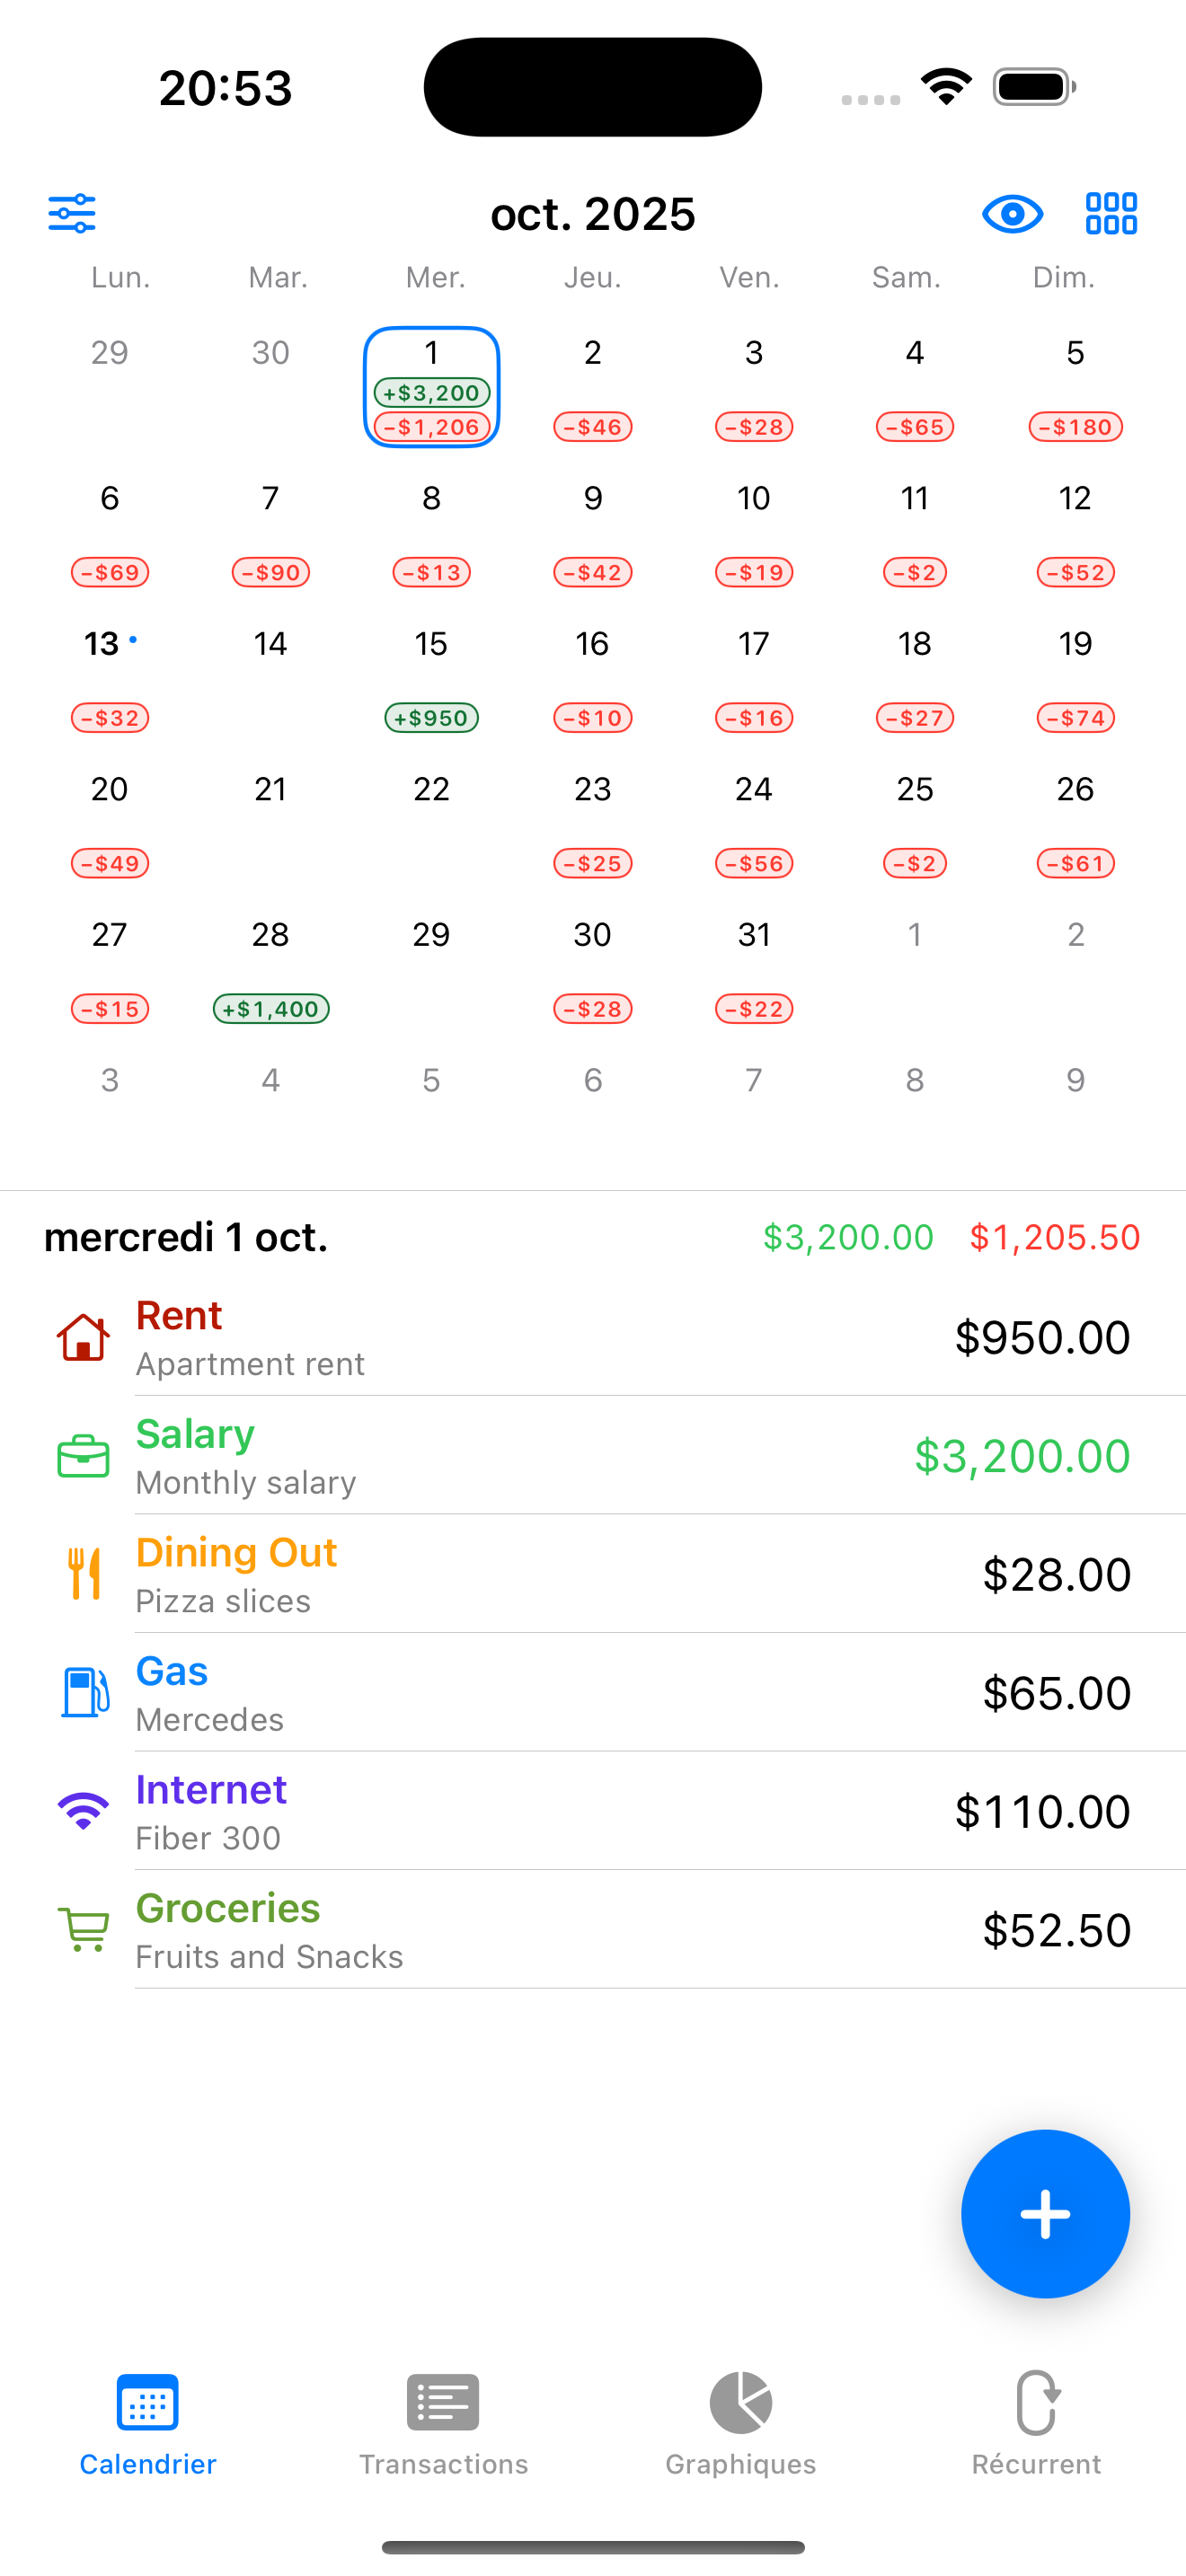 20:53
oct. 2025
Lun. Mar. Mer. Jeu. Ven. Sam. Dim.
29 30 1 2 3 4 5
+$3,200
−$1,206 −$46 −$28 −$65 −$180
6 7 8 9 10 11 12
−$69 −$90 −$13 −$42 −$19 −$2 −$52
13 14 15 16 17 18 19
−$32 +$950 −$10 −$16 −$27 −$74
20 21 22 23 24 25 26
−$49 −$25 −$56 −$2 −$61
27 28 29 30 31 1 2
−$15 +$1,400 −$28 −$22
3 4 5 6 7 8 9
mercredi 1 oct. $3,200.00 $1,205.50
Rent
Apartment rent
$950.00
Salary
Monthly salary
$3,200.00
Dining Out
Pizza slices
$28.00
Gas
Mercedes
$65.00
Internet
Fiber 300
$110.00
Groceries
Fruits and Snacks
$52.50
Calendrier Transactions Graphiques Récurrent